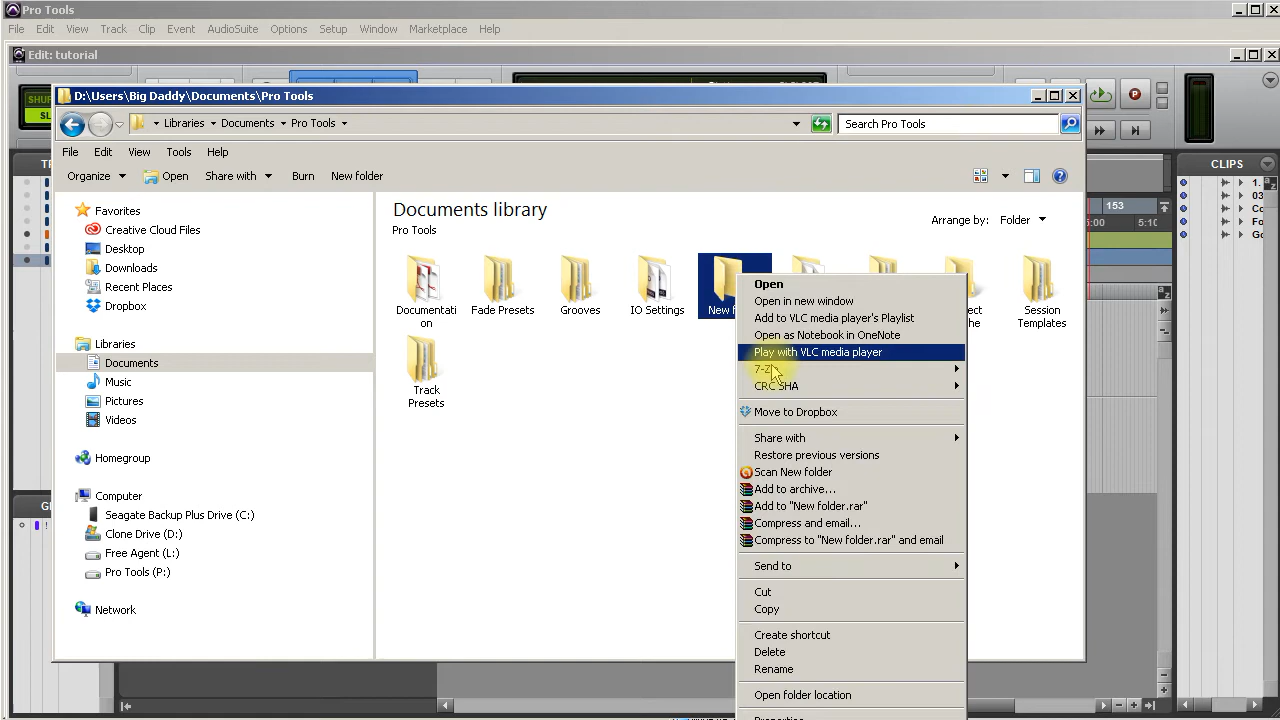 Pro Tools
File Edit View Track Clip Event AudioSuite Options Setup Window Marketplace Help
Edit: tutorial
D:\Users\Big Daddy\Documents\Pro Tools
Libraries Documents Pro Tools
Search Pro Tools
File Edit View Tools Help
Organize Open Share with Burn New folder
Favorites
Creative Cloud Files
Desktop
Downloads
Recent Places
Dropbox
Libraries
Documents
Music
Pictures
Videos
Homegroup
Computer
Seagate Backup Plus Drive (C:)
Clone Drive (D:)
Free Agent (L:)
Pro Tools (P:)
Network
Documents library
Pro Tools
Arrange by: Folder
Documentati
on
Fade Presets
Grooves
IO Settings
Session
Templates
Track
Presets
Open
Open in new window
Add to VLC media player's Playlist
Open as Notebook in OneNote
Play with VLC media player
CRC SHA
Move to Dropbox
Share with
Restore previous versions
Scan New folder
Add to archive...
Add to "New folder.rar"
Compress and email...
Compress to "New folder.rar" and email
Send to
Cut
Copy
Create shortcut
Delete
Rename
Open folder location
CLIPS
153
5:10